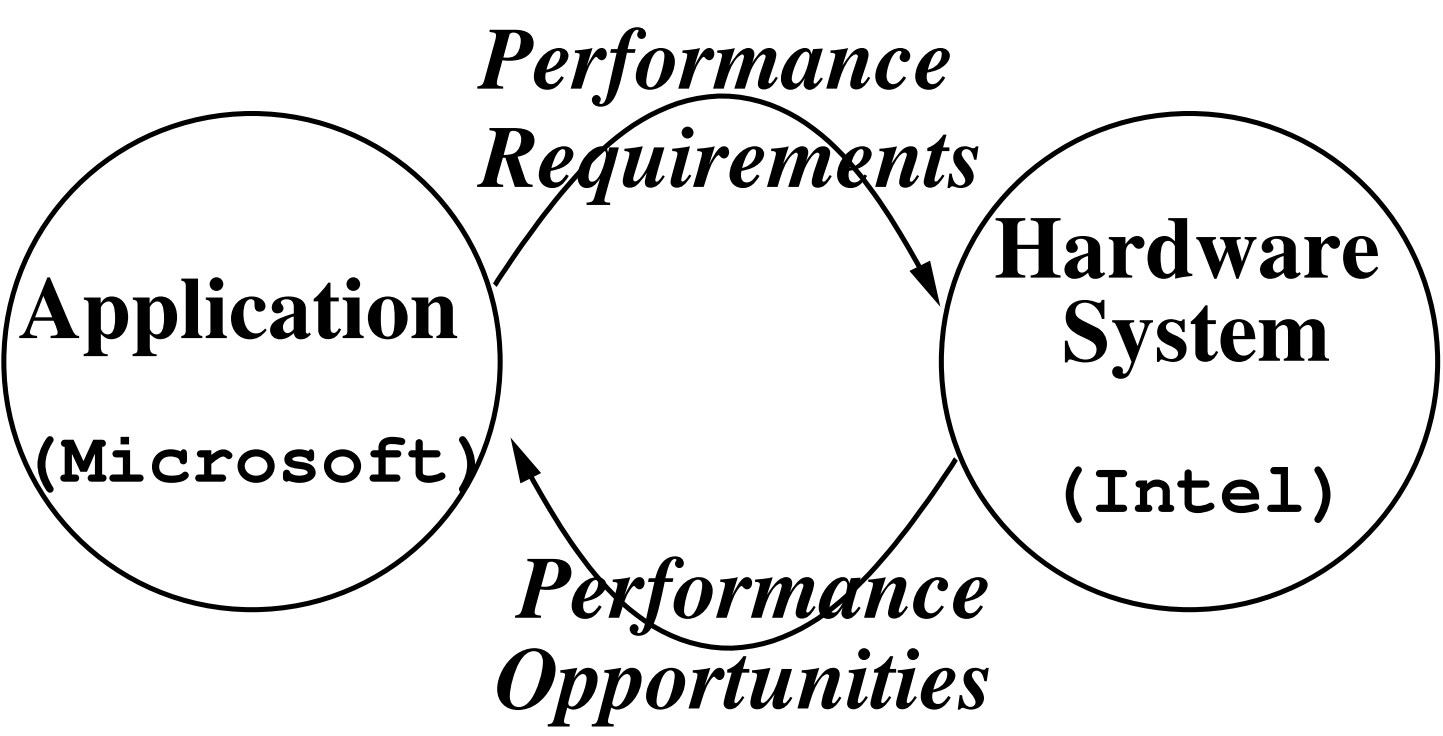 Performance
Requirements
Application
(Microsoft)
Hardware
System
(Intel)
Performance
Opportunities